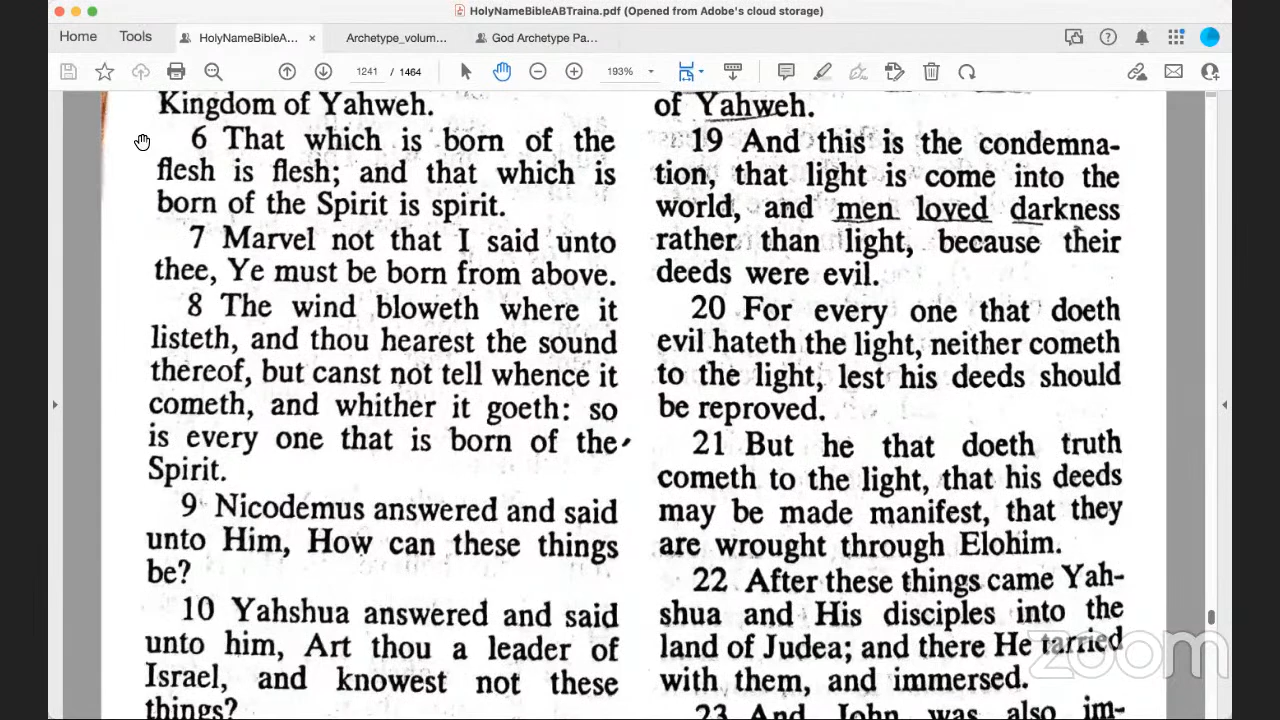 HolyNameBibleABTraina.pdf (Opened from Adobe's cloud storage)
Home
Tools
HolyNameBibleA...
×
Archetype_volum...
God Archetype Pa...
1241 / 1464
193%
Kingdom of Yahweh.
6 That which is born of the
flesh is flesh; and that which is
born of the Spirit is spirit.
7 Marvel not that I said unto
thee, Ye must be born from above.
8 The wind bloweth where it
listeth, and thou hearest the sound
thereof, but canst not tell whence it
cometh, and whither it goeth: so
is every one that is born of the
Spirit.
9 Nicodemus answered and said
unto Him, How can these things
be?
10 Yahshua answered and said
unto him, Art thou a leader of
Israel, and knowest not these
things?
of Yahweh.
19 And this is the condemna-
tion, that light is come into the
world, and men loved darkness
rather than light, because their
deeds were evil.
20 For every one that doeth
evil hateth the light, neither cometh
to the light, lest his deeds should
be reproved.
21 But he that doeth truth
cometh to the light, that his deeds
may be made manifest, that they
are wrought through Elohim.
22 After these things came Yah-
shua and His disciples into the
land of Judea; and there He tarried
with them, and immersed.
23 And John was also im-
zoom